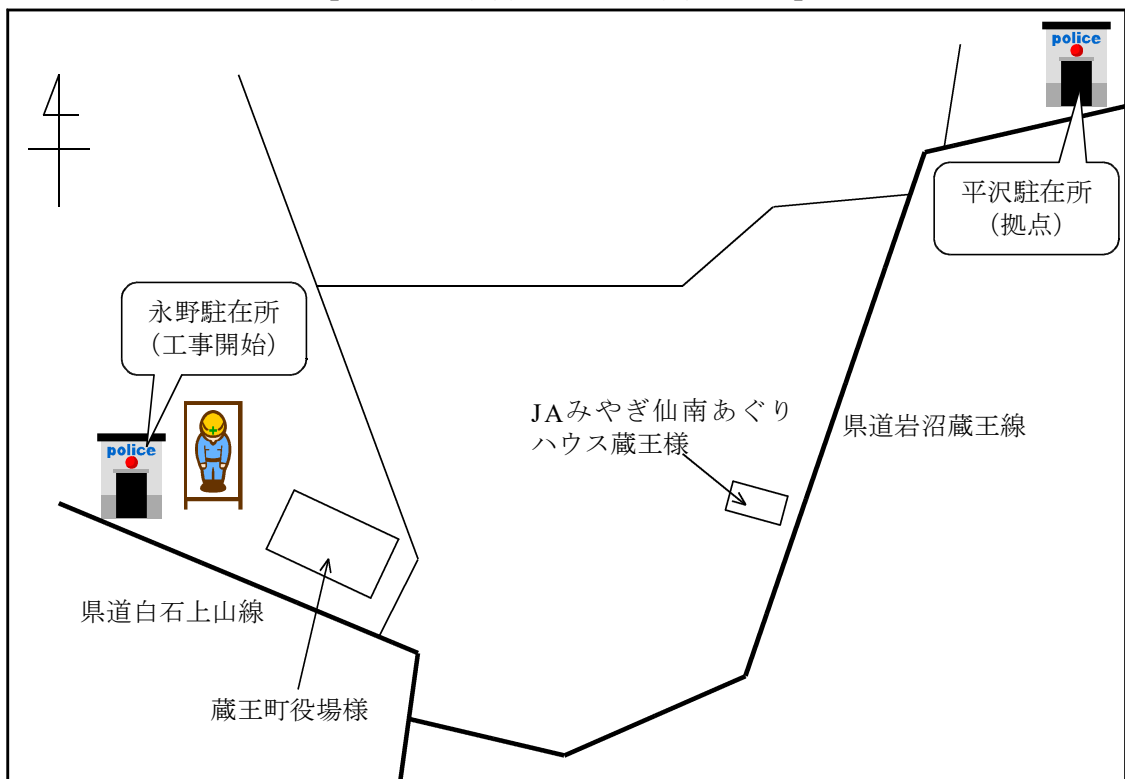 police
平沢駐在所
（拠点）
永野駐在所
（工事開始）
JAみやぎ仙南あぐり
ハウス蔵王様
県道岩沼蔵王線
police
県道白石上山線
蔵王町役場様